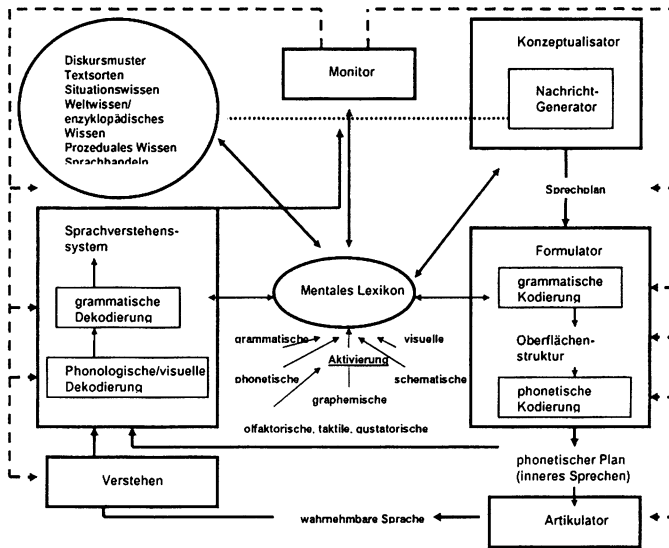 Diskursmuster
Textsorten
Situationswissen
Weltwissen/
enzyklopädisches
Wissen
Prozeduales Wissen
Sprachhandeln
Monitor
Konzeptualisator
Nachricht-
Generator
Sprechplan
Sprachverstehens-
system
grammatische
Dekodierung
Phonologische/visuelle
Dekodierung
Mentales Lexikon
Formulator
grammatische
Kodierung
Oberflächen-
struktur
phonetische
Kodierung
grammatische
visuelle
Aktivierung
phonetische
schematische
graphemische
olfaktorische, taktile, gustatorische
Verstehen
phonetischer Plan
(inneres Sprechen)
wahrnehmbare Sprache
Artikulator